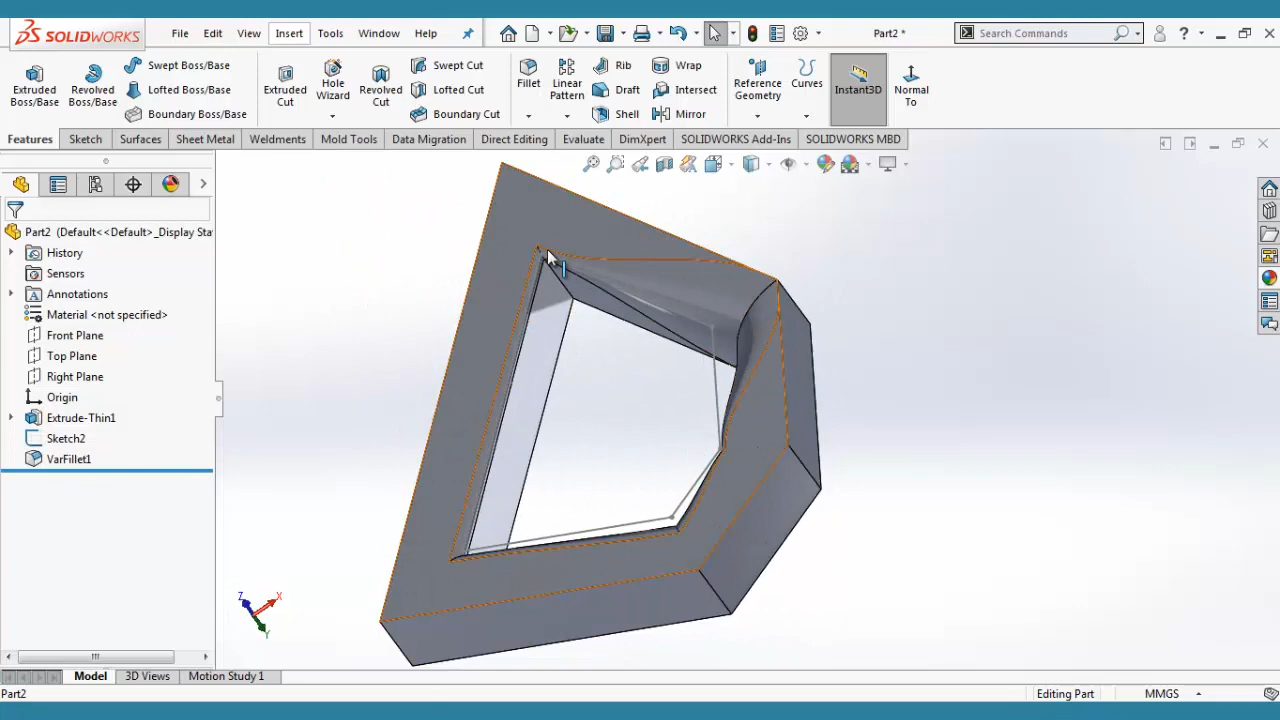 SOLIDWORKS File Edit View Insert Tools Window Help Part2 * Search Commands ?
Extruded Boss/Base
Revolved Boss/Base
Swept Boss/Base
Lofted Boss/Base
Boundary Boss/Base
Extruded Cut
Hole Wizard
Revolved Cut
Swept Cut
Lofted Cut
Boundary Cut
Fillet
Linear Pattern
Rib
Draft
Shell
Wrap
Intersect
Mirror
Reference Geometry
Curves
Instant3D
Normal To
Features Sketch Surfaces Sheet Metal Weldments Mold Tools Data Migration Direct Editing Evaluate DimXpert SOLIDWORKS Add-Ins SOLIDWORKS MBD
Part2 (Default<<Default>_Display Sta
History
Sensors
Annotations
Material <not specified>
Front Plane
Top Plane
Right Plane
Origin
Extrude-Thin1
Sketch2
VarFillet1
Z X
Y
Model 3D Views Motion Study 1
Part2 Editing Part MMGS